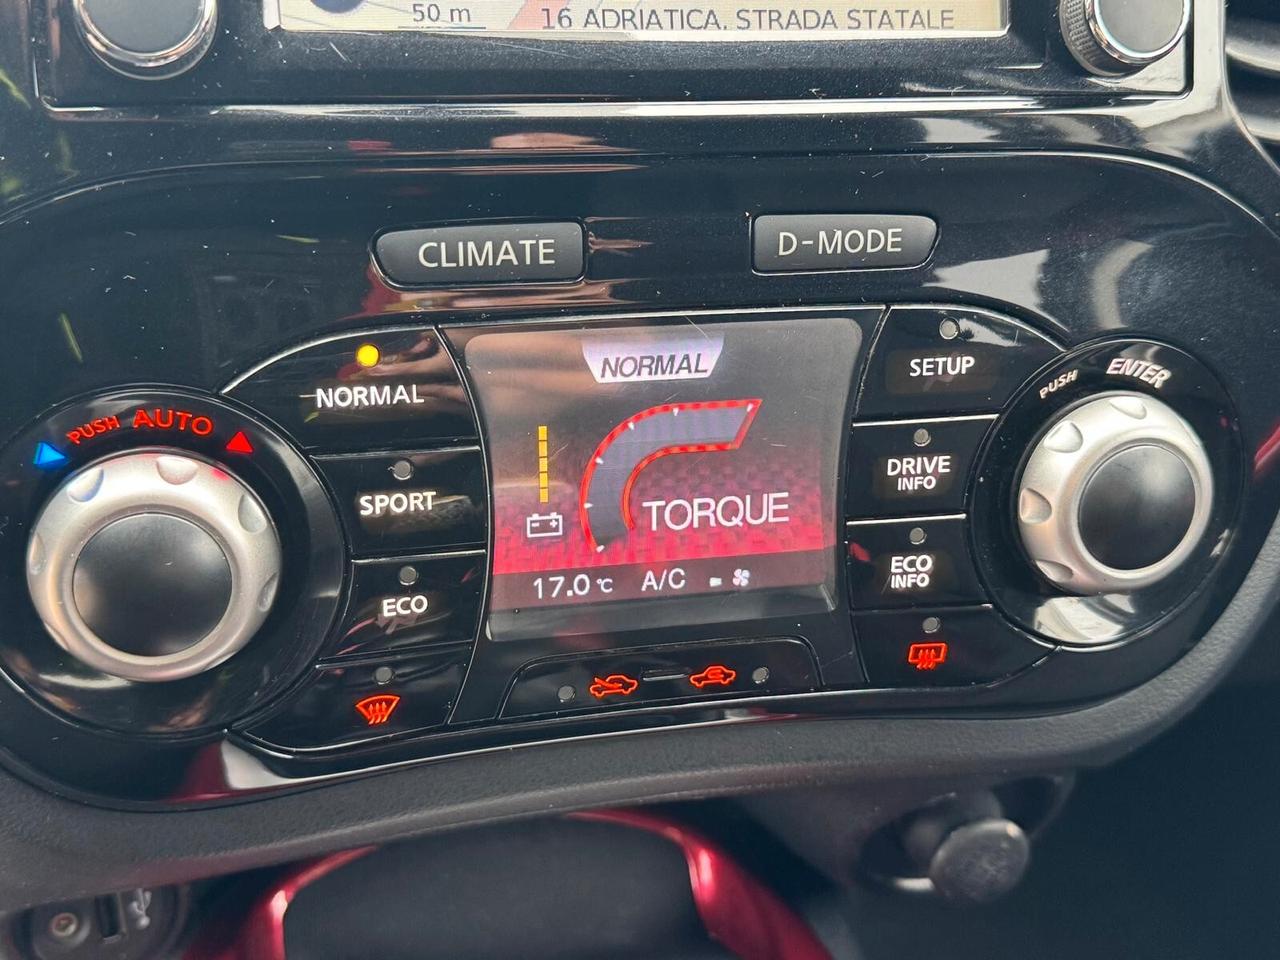 50 m
16 ADRIATICA, STRADA STATALE
CLIMATE
D-MODE
NORMAL
NORMAL
SETUP
PUSH ENTER
PUSH AUTO
SPORT
DRIVE
INFO
TORQUE
ECO
ECO
INFO
17.0 °C A/C